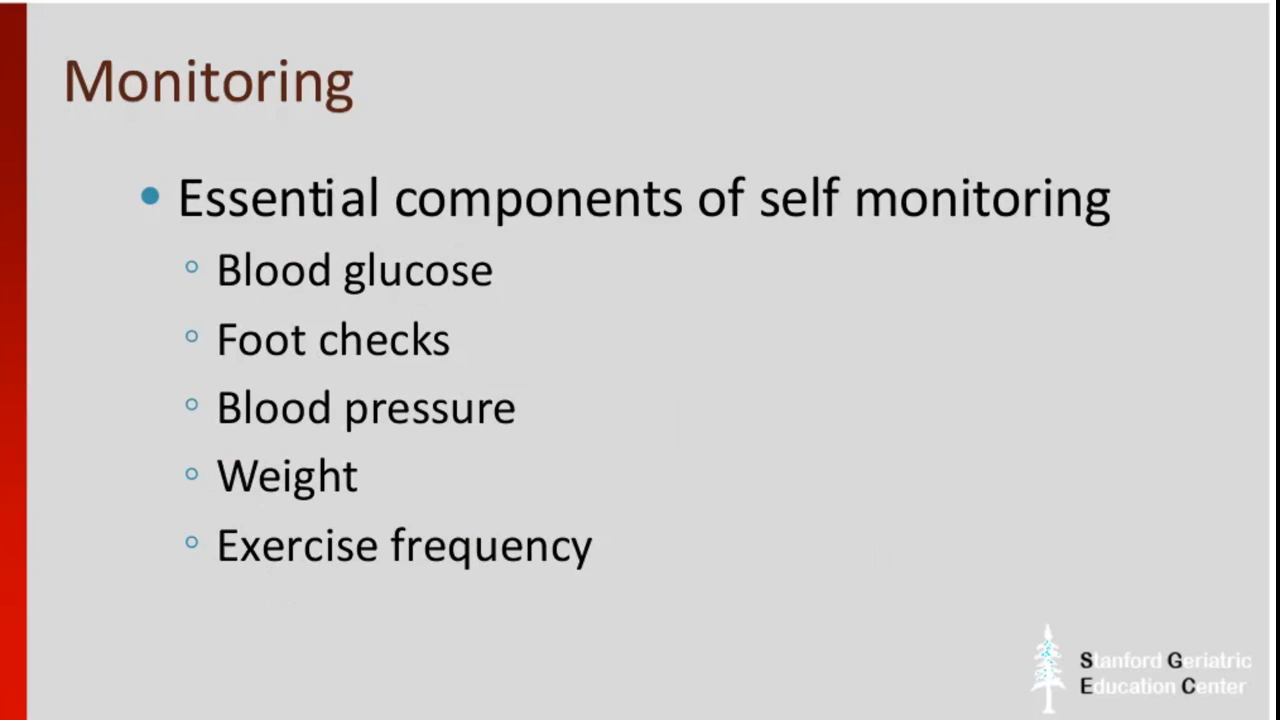 Monitoring
• Essential components of self monitoring
◦ Blood glucose
◦ Foot checks
◦ Blood pressure
◦ Weight
◦ Exercise frequency
Stanford Geriatric
Education Center